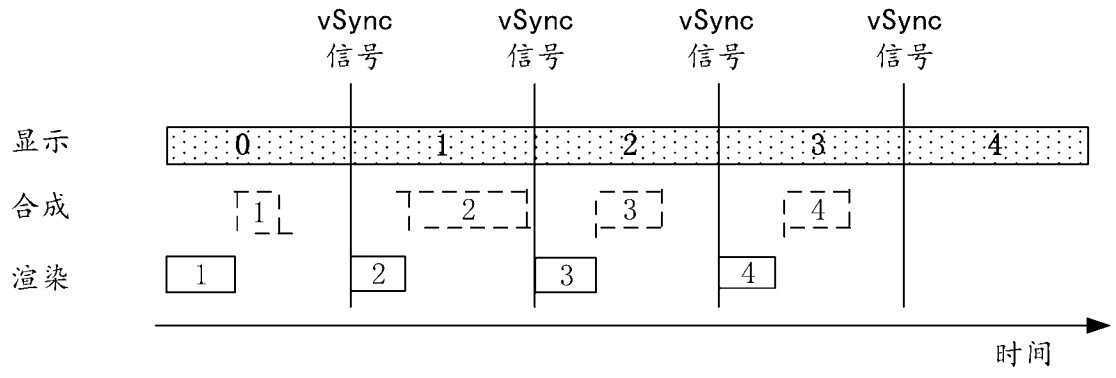 vSync vSync vSync vSync
信号 信号 信号 信号
显示 0 1 2 3 4
合成 1 2 3 4
渲染 1 2 3 4
时间